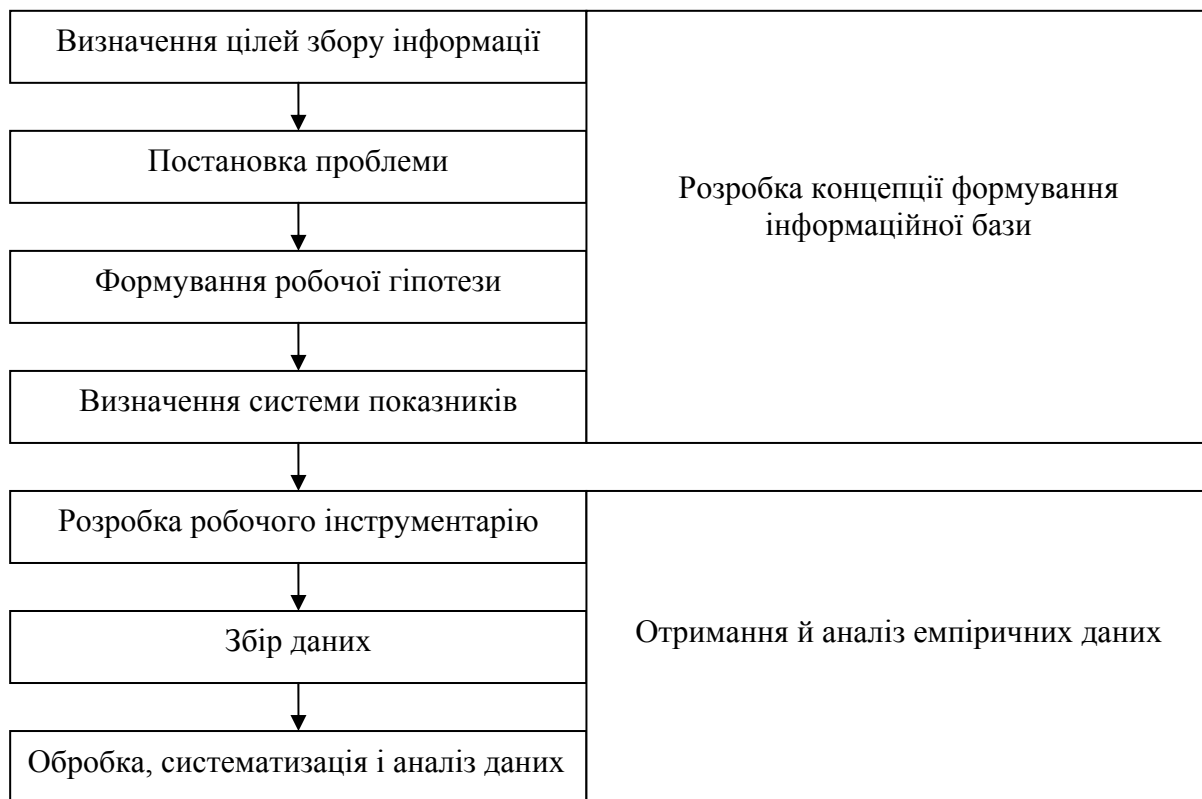 Визначення цілей збору інформації
Постановка проблеми
Формування робочої гіпотези
Визначення системи показників
Розробка концепції формування
інформаційної бази
Розробка робочого інструментарію
Збір даних
Обробка, систематизація і аналіз даних
Отримання й аналіз емпіричних даних